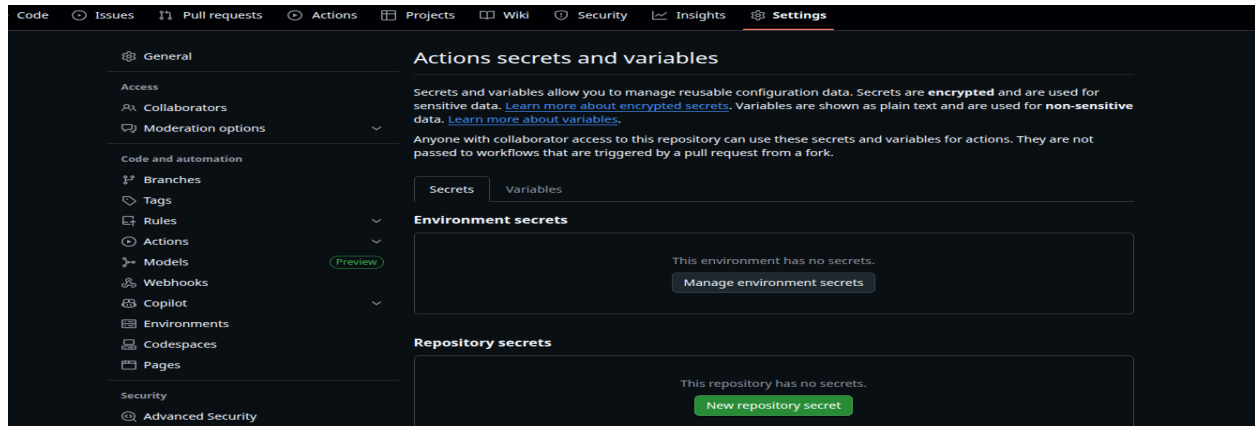 Code Issues Pull requests Actions Projects Wiki Security Insights Settings
General
Access
Collaborators
Moderation options
Code and automation
Branches
Tags
Rules
Actions
Models Preview
Webhooks
Copilot
Environments
Codespaces
Pages
Security
Advanced Security
Actions secrets and variables
Secrets and variables allow you to manage reusable configuration data. Secrets are encrypted and are used for
sensitive data. Learn more about encrypted secrets. Variables are shown as plain text and are used for non-sensitive
data. Learn more about variables.
Anyone with collaborator access to this repository can use these secrets and variables for actions. They are not
passed to workflows that are triggered by a pull request from a fork.
Secrets Variables
Environment secrets
This environment has no secrets.
Manage environment secrets
Repository secrets
This repository has no secrets.
New repository secret